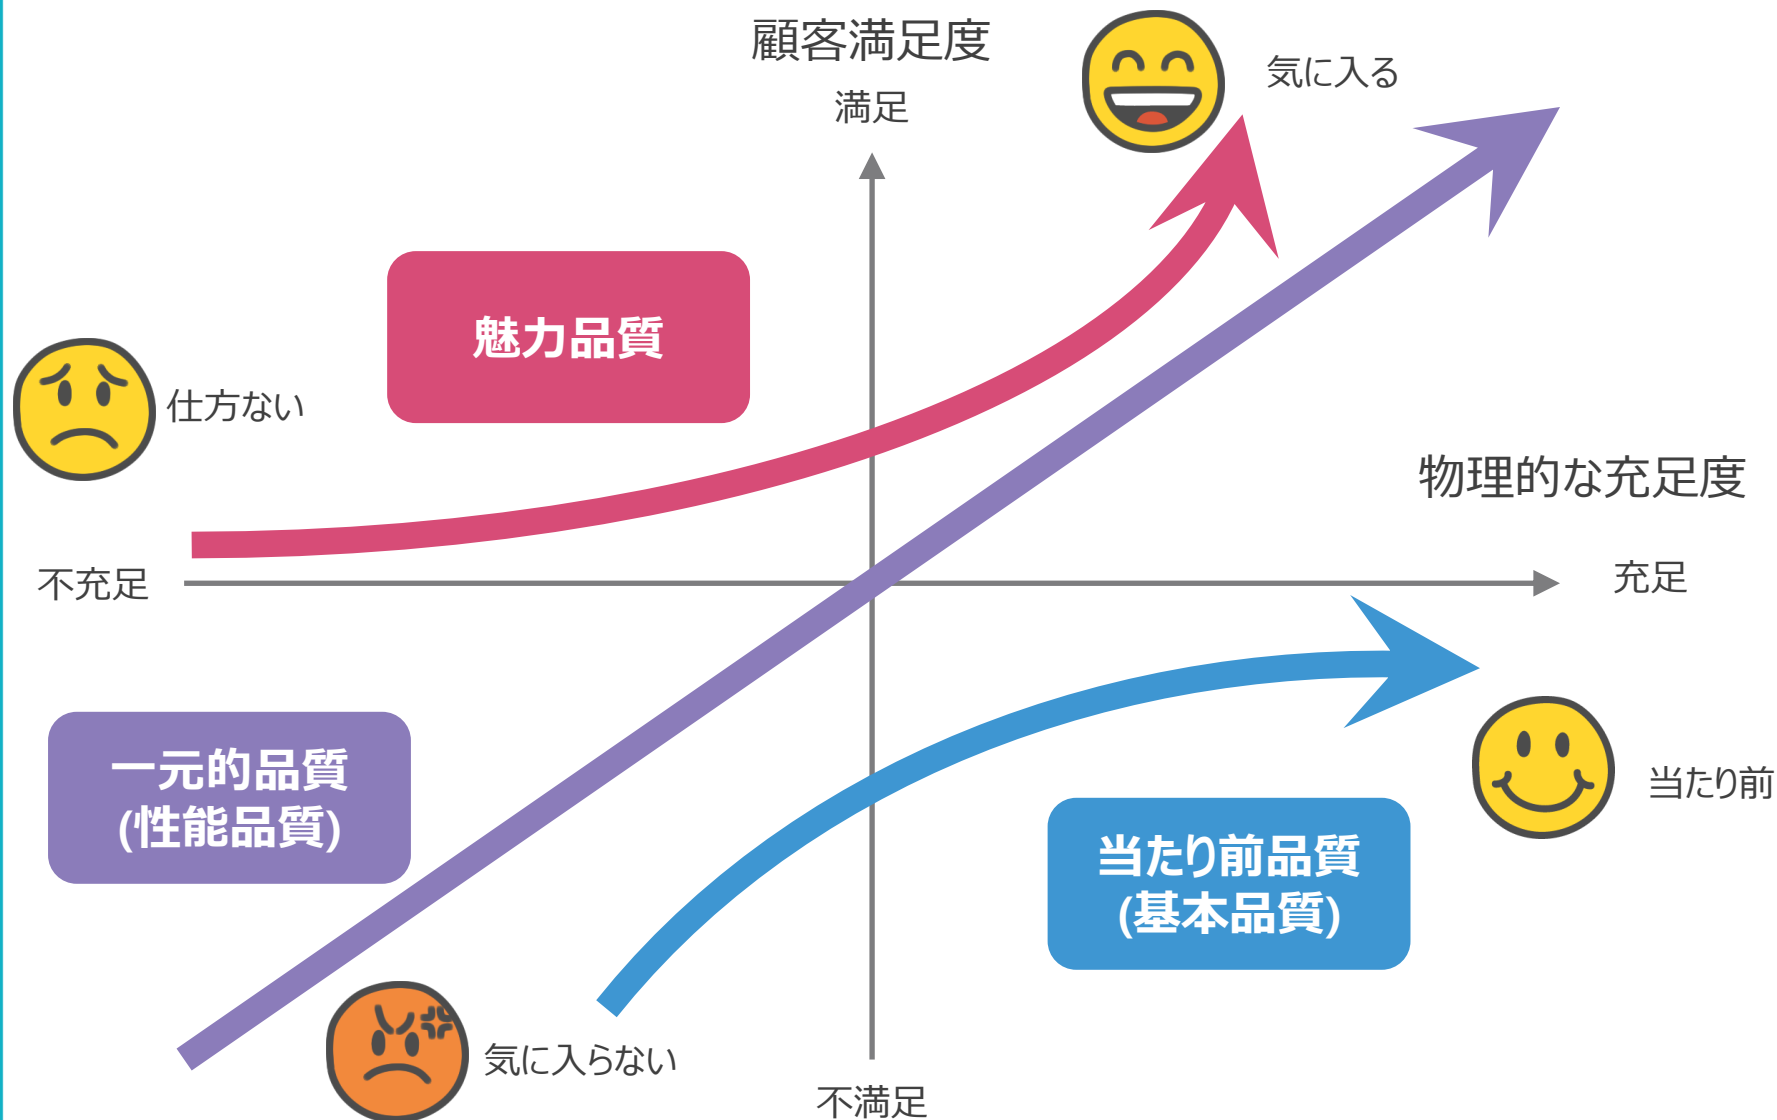 顧客満足度
満足
気に入る
魅力品質
仕方ない
物理的な充足度
不充足
充足
一元的品質
(性能品質)
当たり前
当たり前品質
(基本品質)
気に入らない
不満足